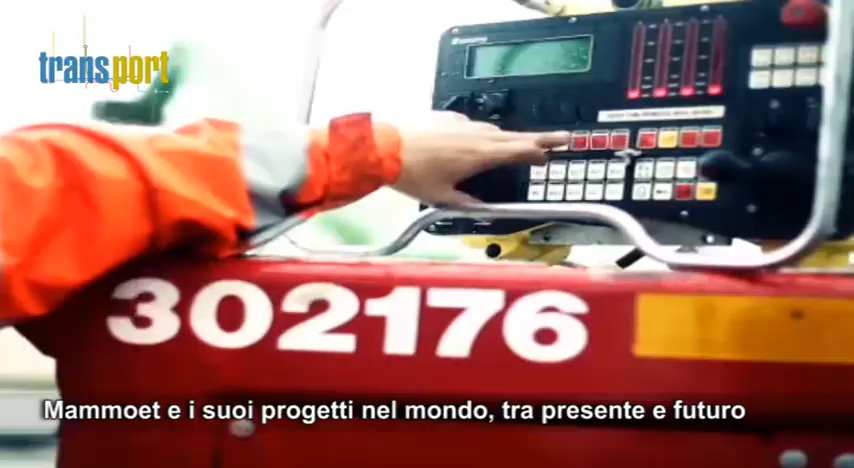 transport
302176
Mammoet e i suoi progetti nel mondo, tra presente e futuro